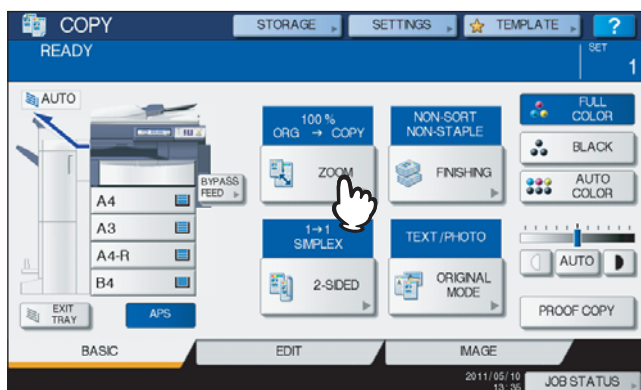 COPY
STORAGE
SETTINGS
TEMPLATE
?
READY
SET
1
AUTO
100 %
ORG → COPY
ZOOM
NON-SORT
NON-STAPLE
FINISHING
FULL
COLOR
BLACK
AUTO
COLOR
BYPASS
FEED
A4
A3
A4-R
B4
1→1
SIMPLEX
2-SIDED
TEXT/PHOTO
ORIGINAL
MODE
AUTO
EXIT
TRAY
APS
PROOF COPY
BASIC
EDIT
IMAGE
2011/05/10
13:35
JOB STATUS